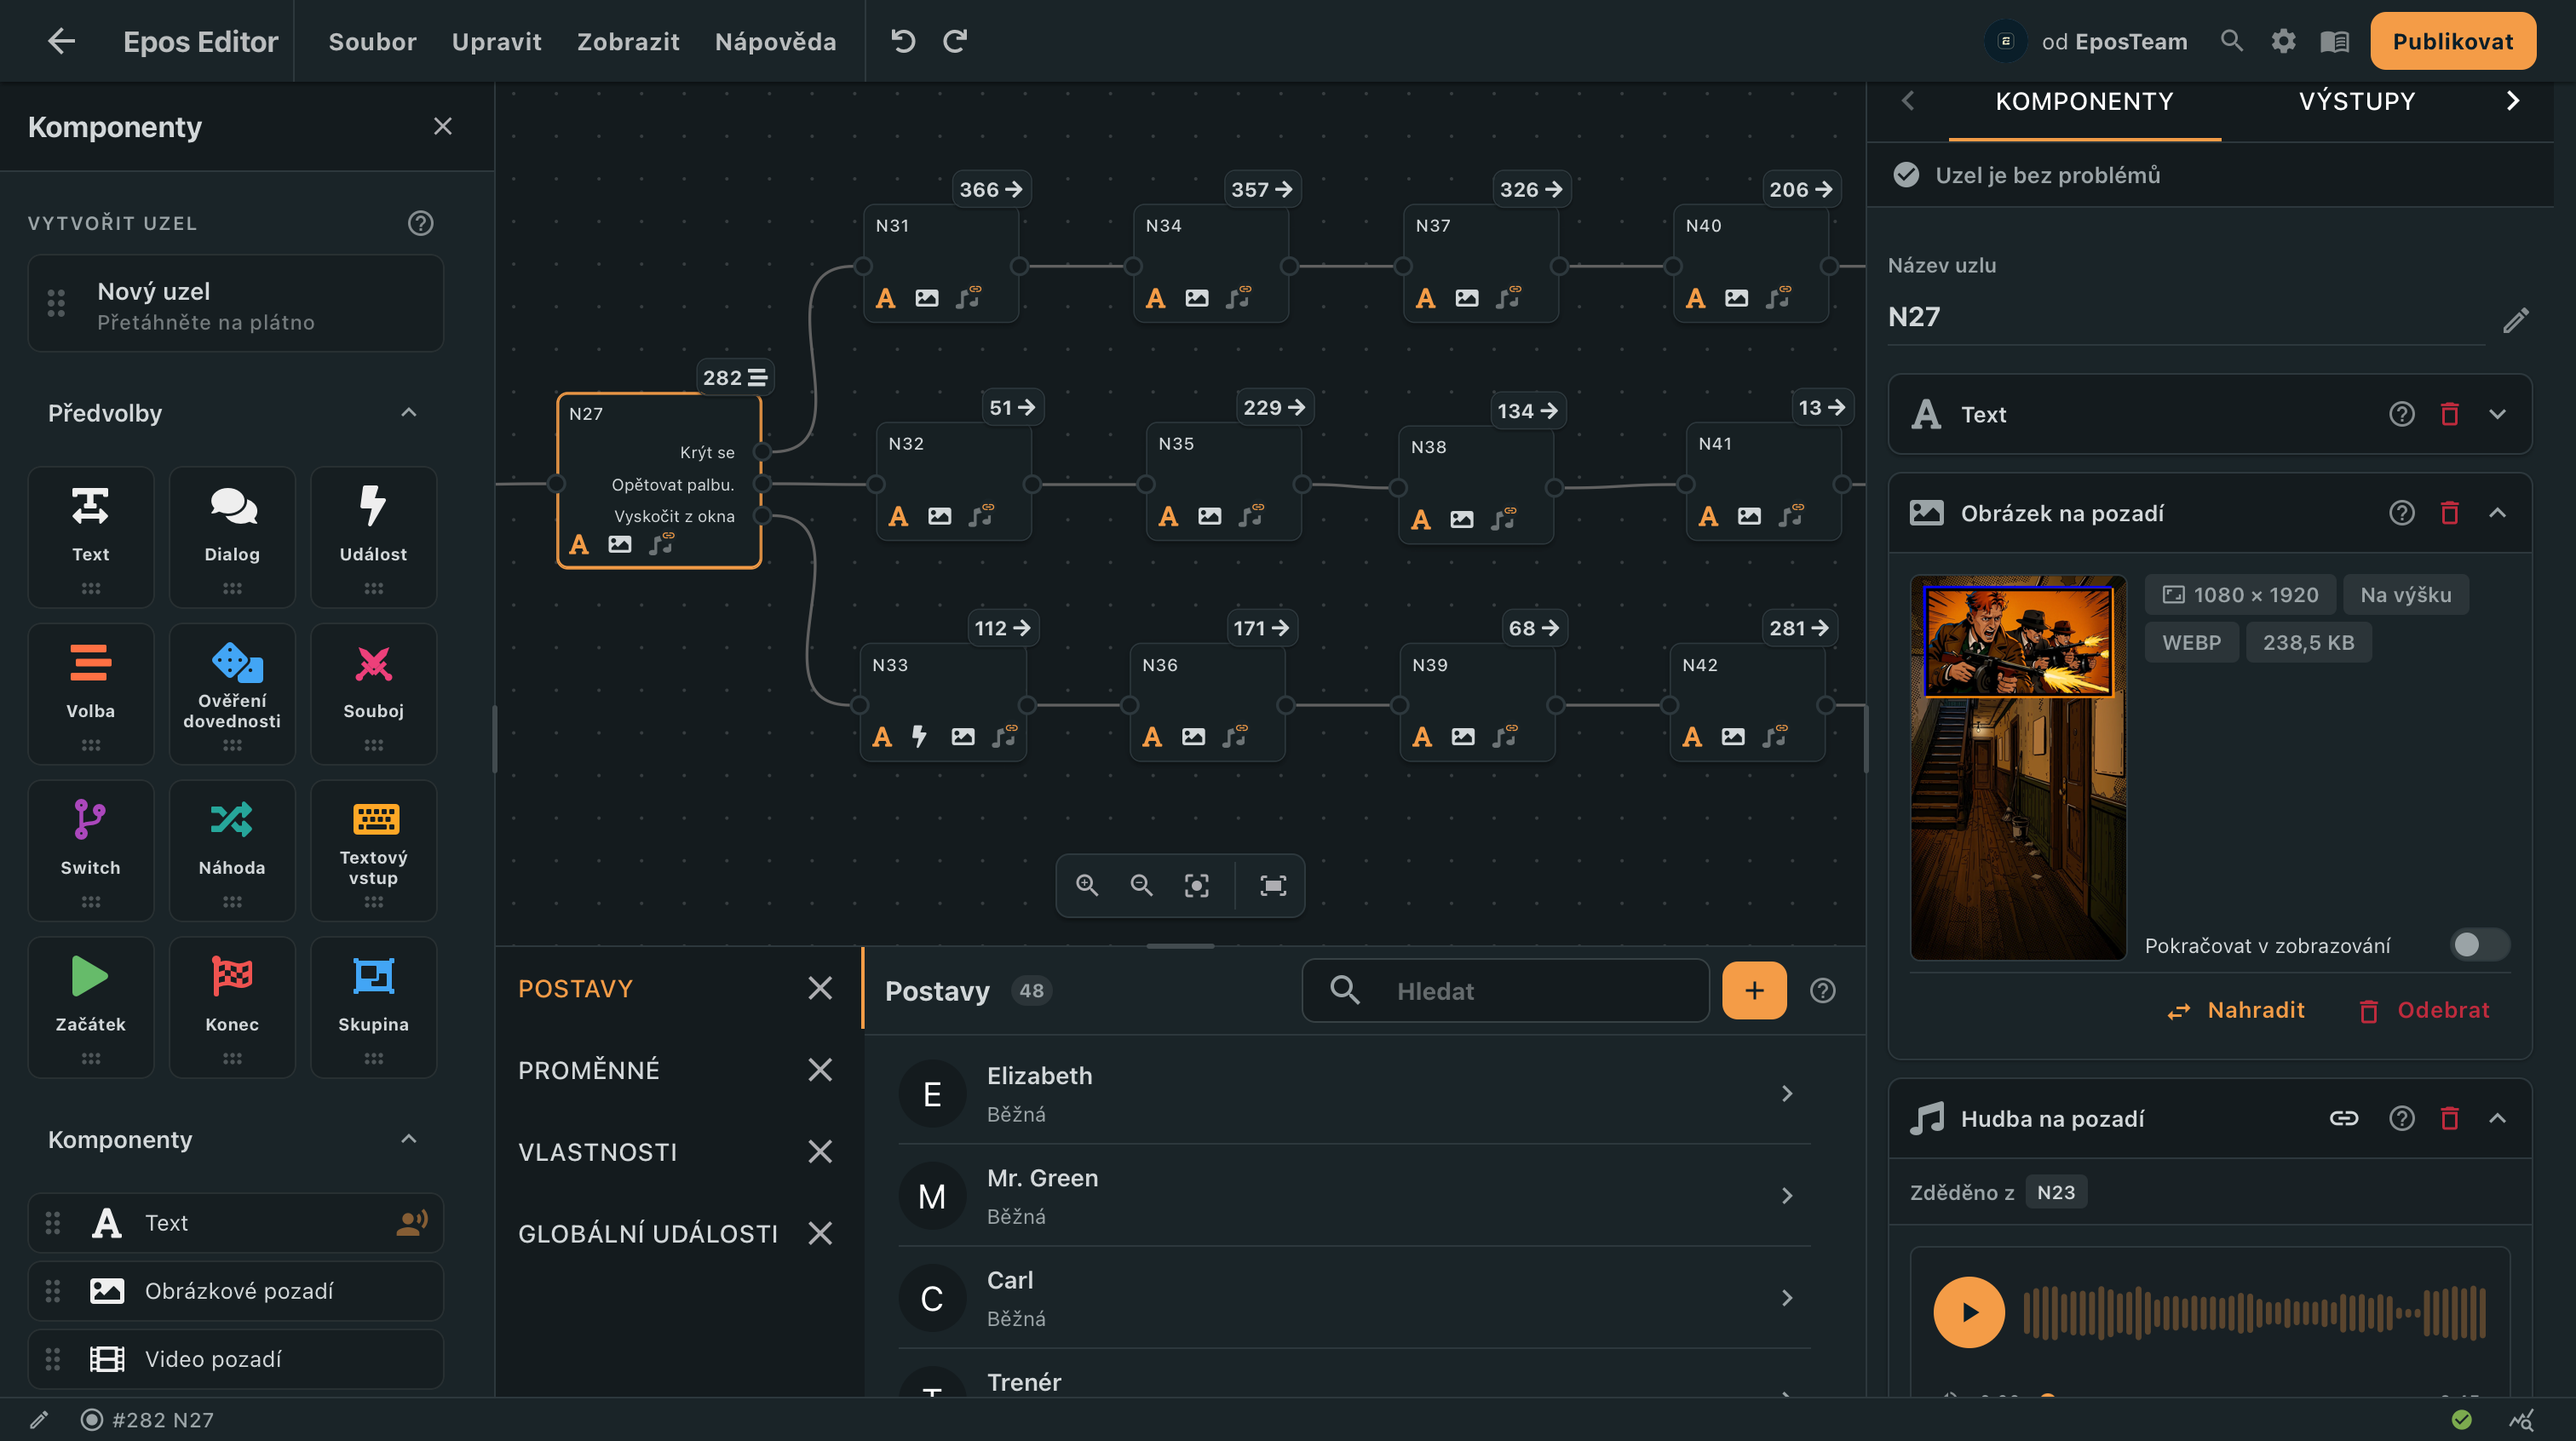 Epos Editor
Soubor Upravit Zobrazit Nápověda
od EposTeam
Publikovat
Komponenty
VYTVOŘIT UZEL
Nový uzel
Přetáhněte na plátno
Předvolby
Text Dialog Událost
Volba Ověření dovednosti Souboj
Switch Náhoda Textový vstup
Začátek Konec Skupina
Komponenty
Text
Obrázkové pozadí
Video pozadí
366
N31
357
N34
326
N37
206
N40
282
N27
Krýt se
Opětovat palbu.
Vyskočit z okna
51
N32
229
N35
134
N38
13
N41
112
N33
171
N36
68
N39
281
N42
POSTAVY
PROMĚNNÉ
VLASTNOSTI
GLOBÁLNÍ UDÁLOSTI
Postavy 48
Hledat
E
Elizabeth
Běžná
M
Mr. Green
Běžná
C
Carl
Běžná
Trenér
KOMPONENTY VÝSTUPY
Uzel je bez problémů
Název uzlu
N27
Text
Obrázek na pozadí
1080 × 1920 Na výšku
WEBP 238,5 KB
Pokračovat v zobrazování
Nahradit Odebrat
Hudba na pozadí
Zděděno z N23
#282 N27